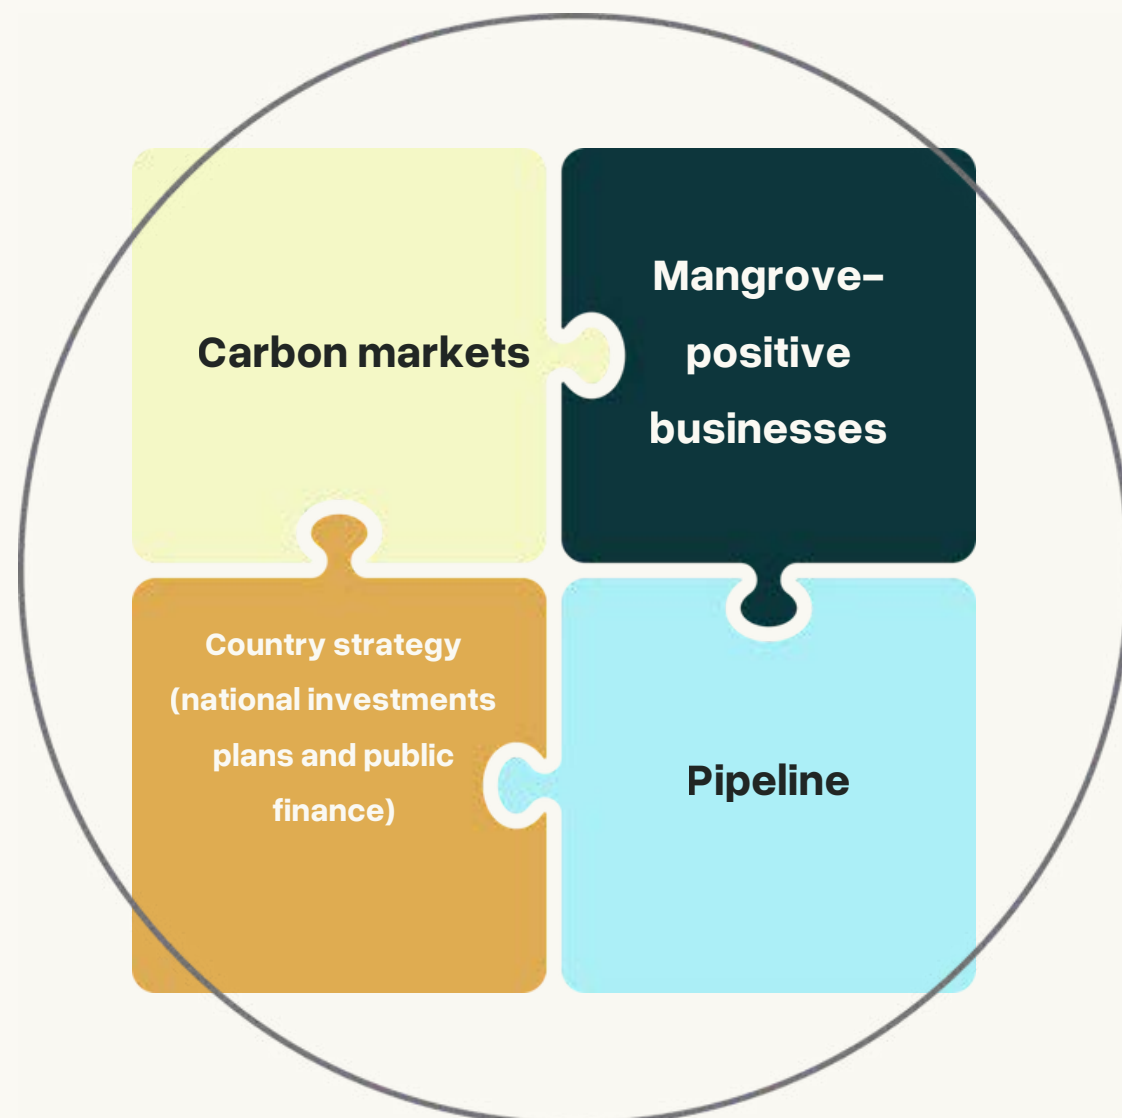 Carbon markets
Mangrove–
positive
businesses
Country strategy
(national investments
plans and public
finance)
Pipeline